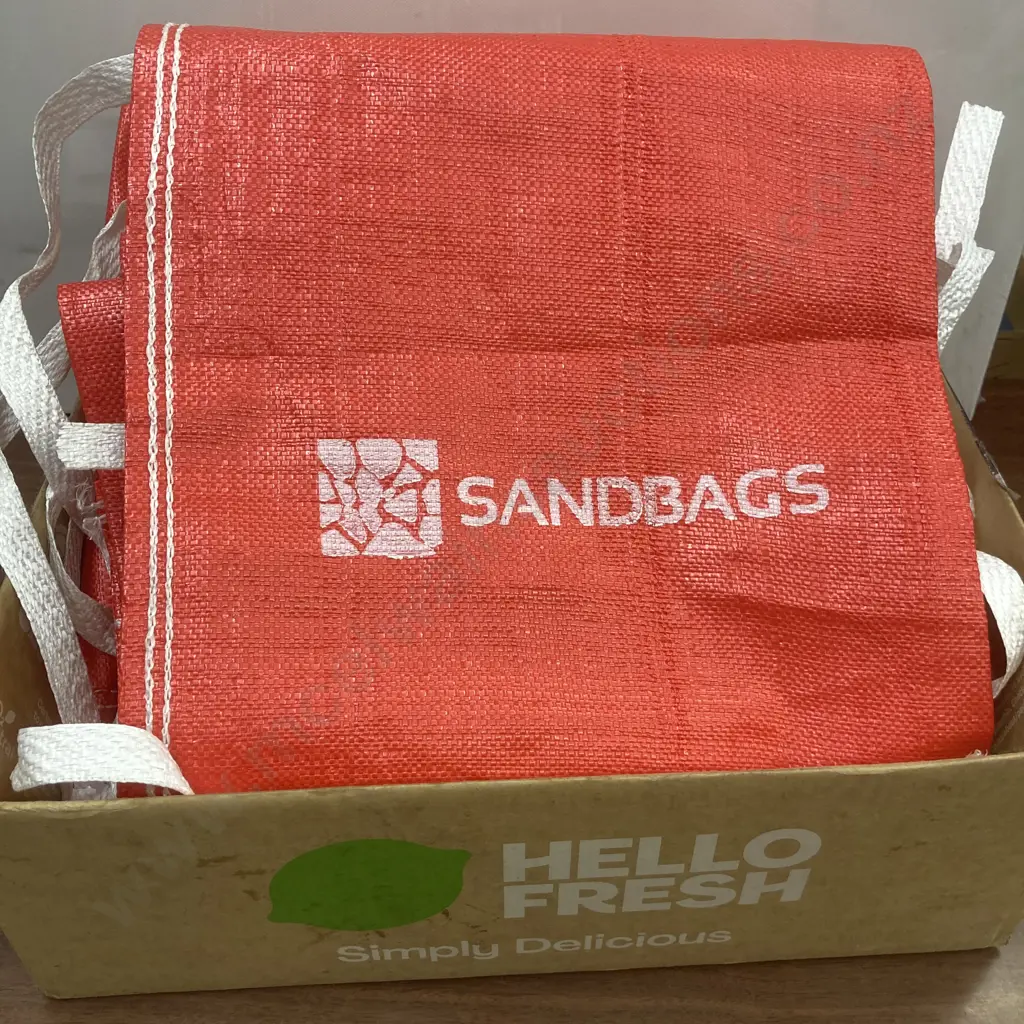 SANDBAGS
HELLO
FRESH
Simply Delicious